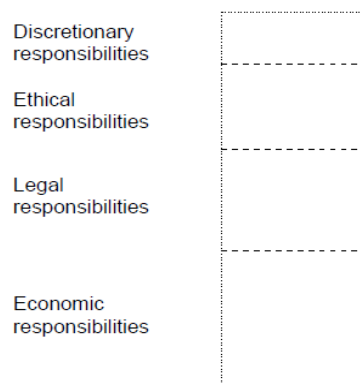 Discretionary
responsibilities
Ethical
responsibilities
Legal
responsibilities
Economic
responsibilities